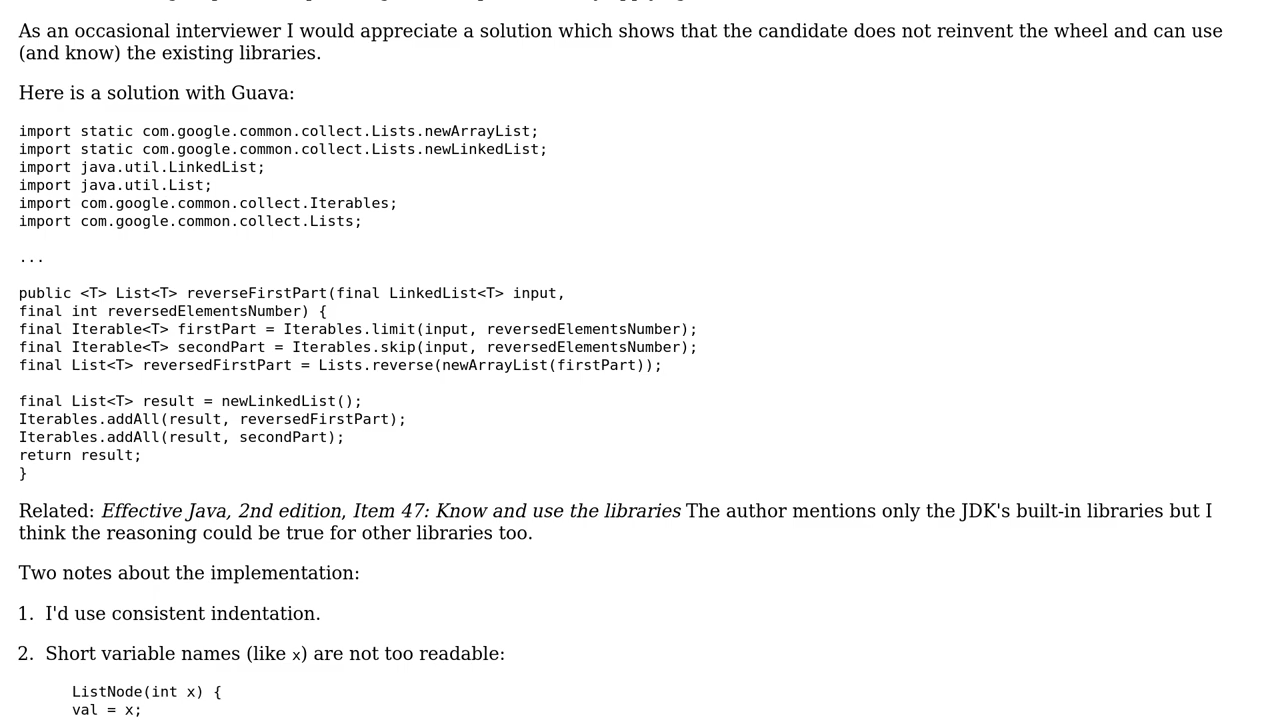 As an occasional interviewer I would appreciate a solution which shows that the candidate does not reinvent the wheel and can use
(and know) the existing libraries.
Here is a solution with Guava:
import static com.google.common.collect.Lists.newArrayList;
import static com.google.common.collect.Lists.newLinkedList;
import java.util.LinkedList;
import java.util.List;
import com.google.common.collect.Iterables;
import com.google.common.collect.Lists;
...
public <T> List<T> reverseFirstPart(final LinkedList<T> input,
final int reversedElementsNumber) {
final Iterable<T> firstPart = Iterables.limit(input, reversedElementsNumber);
final Iterable<T> secondPart = Iterables.skip(input, reversedElementsNumber);
final List<T> reversedFirstPart = Lists.reverse(newArrayList(firstPart));
final List<T> result = newLinkedList();
Iterables.addAll(result, reversedFirstPart);
Iterables.addAll(result, secondPart);
return result;
}
Related: Effective Java, 2nd edition, Item 47: Know and use the libraries The author mentions only the JDK's built-in libraries but I
think the reasoning could be true for other libraries too.
Two notes about the implementation:
1. I'd use consistent indentation.
2. Short variable names (like x) are not too readable:
ListNode(int x) {
val = x;